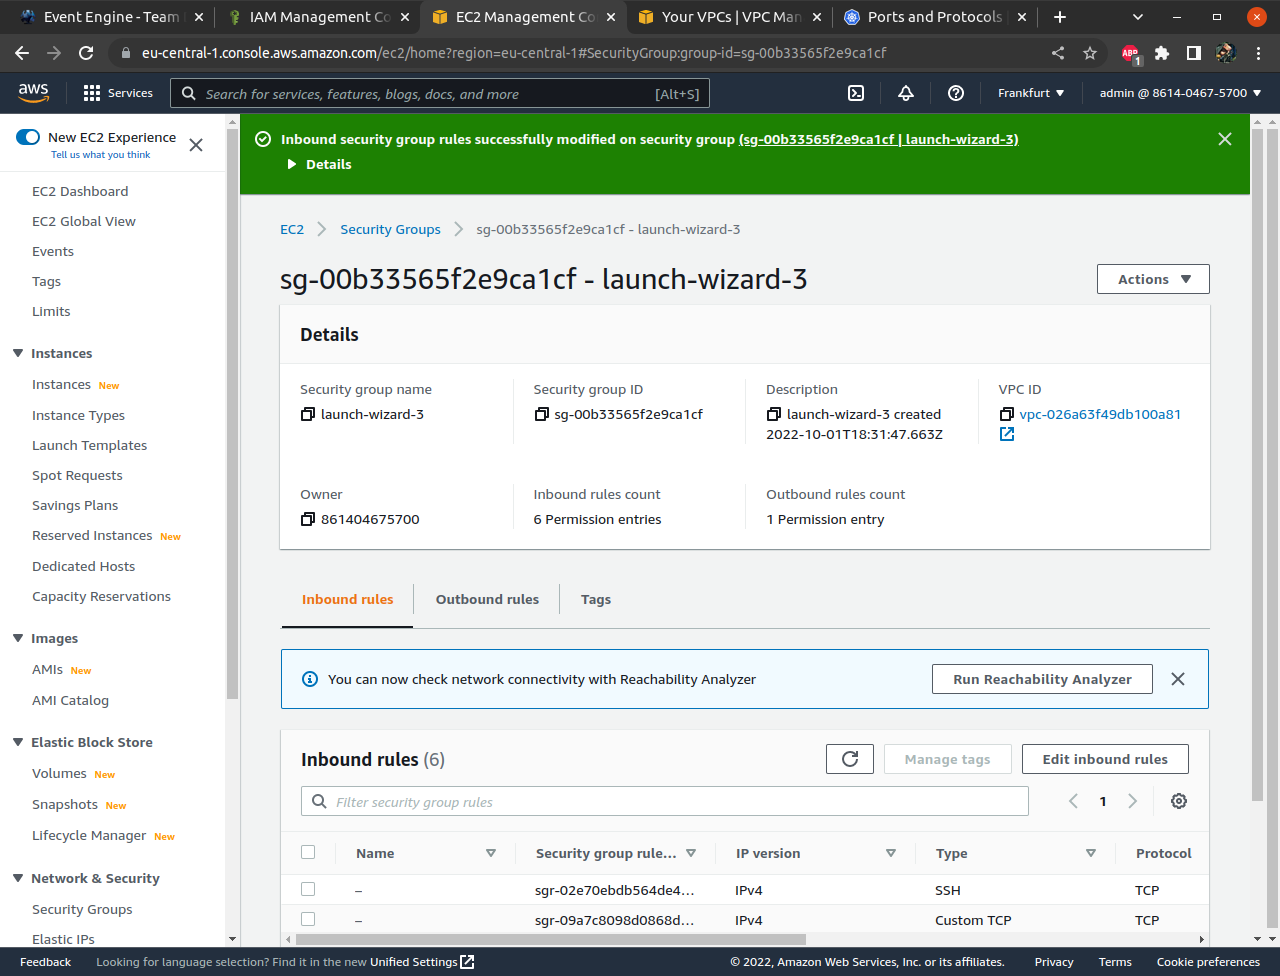 Event Engine - Team
IAM Management Co
EC2 Management Co
Your VPCs | VPC Man
Ports and Protocols
eu-central-1.console.aws.amazon.com/ec2/home?region=eu-central-1#SecurityGroup:group-id=sg-00b33565f2e9ca1cf
ABP
1
aws
Services
Search for services, features, blogs, docs, and more
[Alt+S]
Frankfurt
admin @ 8614-0467-5700
New EC2 Experience
Tell us what you think
EC2 Dashboard
EC2 Global View
Events
Tags
Limits
Instances
Instances New
Instance Types
Launch Templates
Spot Requests
Savings Plans
Reserved Instances New
Dedicated Hosts
Capacity Reservations
Images
AMIs New
AMI Catalog
Elastic Block Store
Volumes New
Snapshots New
Lifecycle Manager New
Network & Security
Security Groups
Elastic IPs
Inbound security group rules successfully modified on security group (sg-00b33565f2e9ca1cf | launch-wizard-3)
Details
EC2
Security Groups
sg-00b33565f2e9ca1cf - launch-wizard-3
sg-00b33565f2e9ca1cf - launch-wizard-3
Actions
Details
Security group name
launch-wizard-3
Security group ID
sg-00b33565f2e9ca1cf
Description
launch-wizard-3 created
2022-10-01T18:31:47.663Z
VPC ID
vpc-026a63f49db100a81
Owner
861404675700
Inbound rules count
6 Permission entries
Outbound rules count
1 Permission entry
Inbound rules
Outbound rules
Tags
You can now check network connectivity with Reachability Analyzer
Run Reachability Analyzer
Inbound rules (6)
Manage tags
Edit inbound rules
Filter security group rules
1
Name
Security group rule...
IP version
Type
Protocol
– sgr-02e70ebdb564de4... IPv4 SSH TCP
– sgr-09a7c8098d0868d... IPv4 Custom TCP TCP
Feedback
Looking for language selection? Find it in the new Unified Settings
© 2022, Amazon Web Services, Inc. or its affiliates.
Privacy
Terms
Cookie preferences